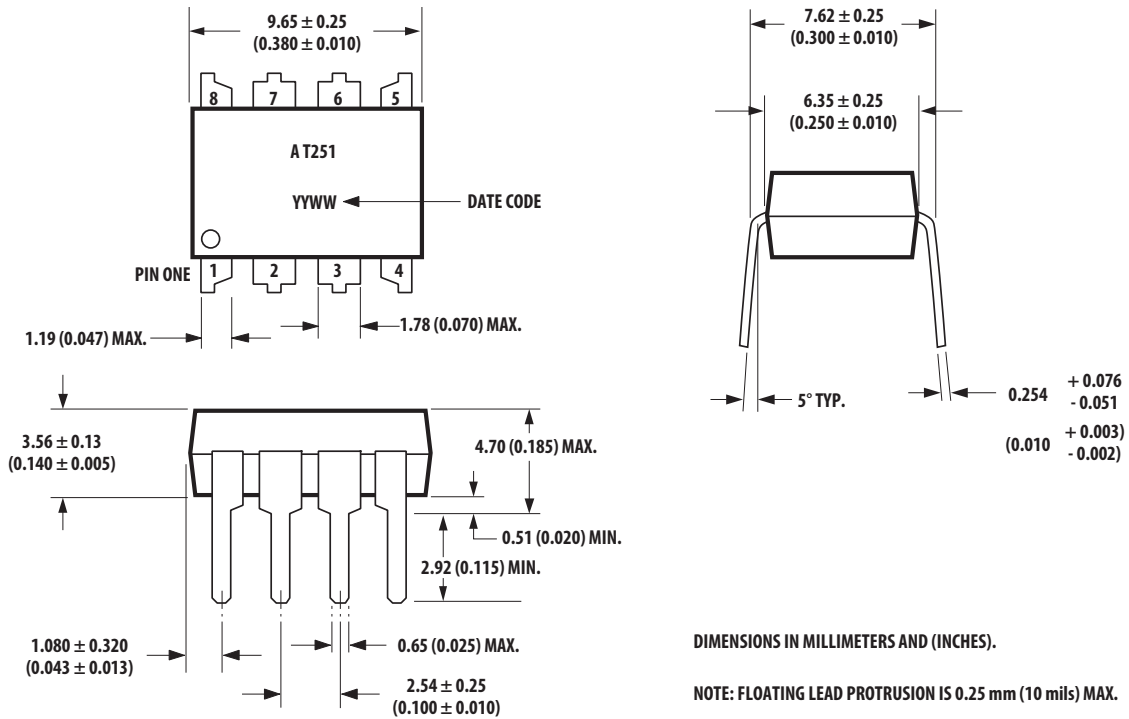 9.65 ± 0.25
(0.380 ± 0.010)
8 7 6 5
A T251
YYWW
DATE CODE
PIN ONE
1 2 3 4
1.19 (0.047) MAX.
1.78 (0.070) MAX.
7.62 ± 0.25
(0.300 ± 0.010)
6.35 ± 0.25
(0.250 ± 0.010)
5° TYP.
0.254 + 0.076
- 0.051
(0.010 + 0.003)
- 0.002)
3.56 ± 0.13
(0.140 ± 0.005)
4.70 (0.185) MAX.
0.51 (0.020) MIN.
2.92 (0.115) MIN.
1.080 ± 0.320
(0.043 ± 0.013)
0.65 (0.025) MAX.
2.54 ± 0.25
(0.100 ± 0.010)
DIMENSIONS IN MILLIMETERS AND (INCHES).
NOTE: FLOATING LEAD PROTRUSION IS 0.25 mm (10 mils) MAX.